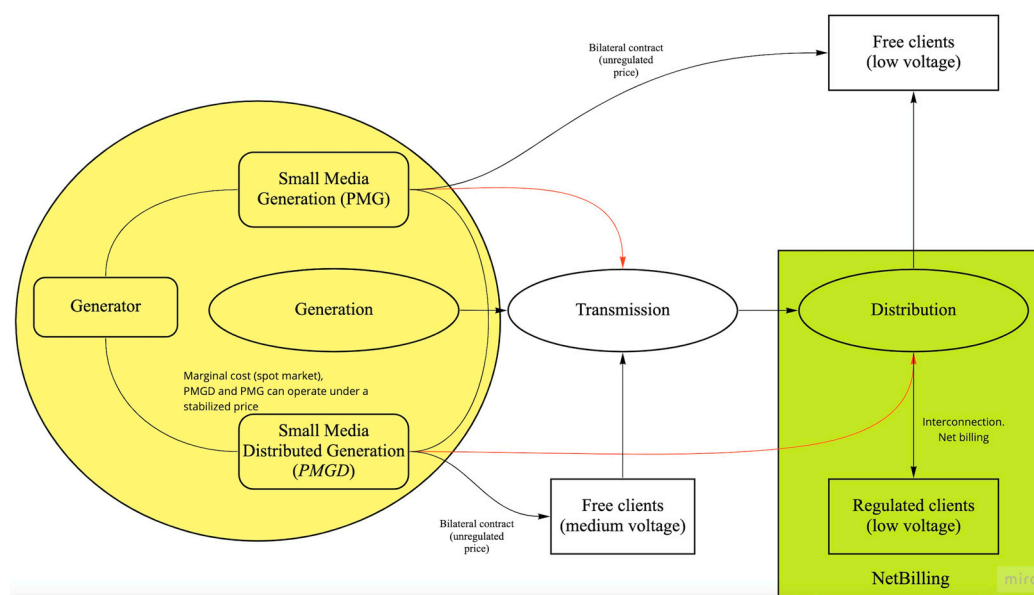 Free clients
(low voltage)
Bilateral contract
(unregulated
price)
Small Media
Generation (PMG)
Generator
Generation
Transmission
Distribution
Marginal cost (spot market),
PMGD and PMG can operate under a
stabilized price
Small Media
Distributed Generation
(PMGD)
Interconnection.
Net billing
Bilateral contract
(unregulated
price)
Free clients
(medium voltage)
Regulated clients
(low voltage)
NetBilling
miro